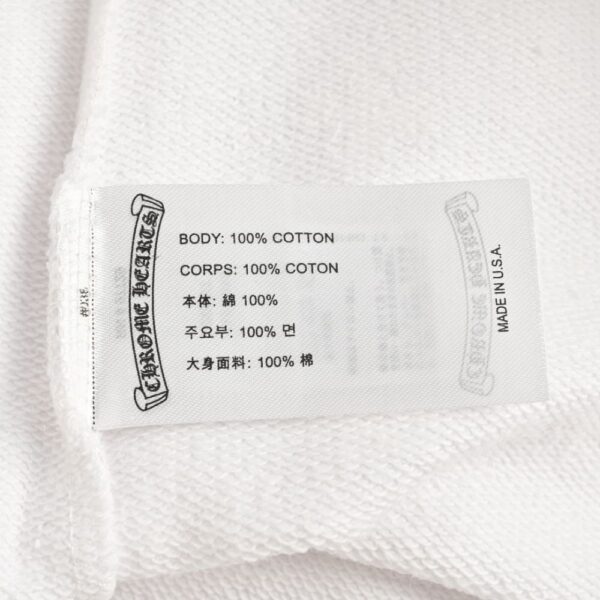 CHROME HEARTS
BODY: 100% COTTON
CORPS: 100% COTON
本体: 綿 100%
주요부: 100% 면
大身面料: 100% 棉
MADE IN U.S.A.